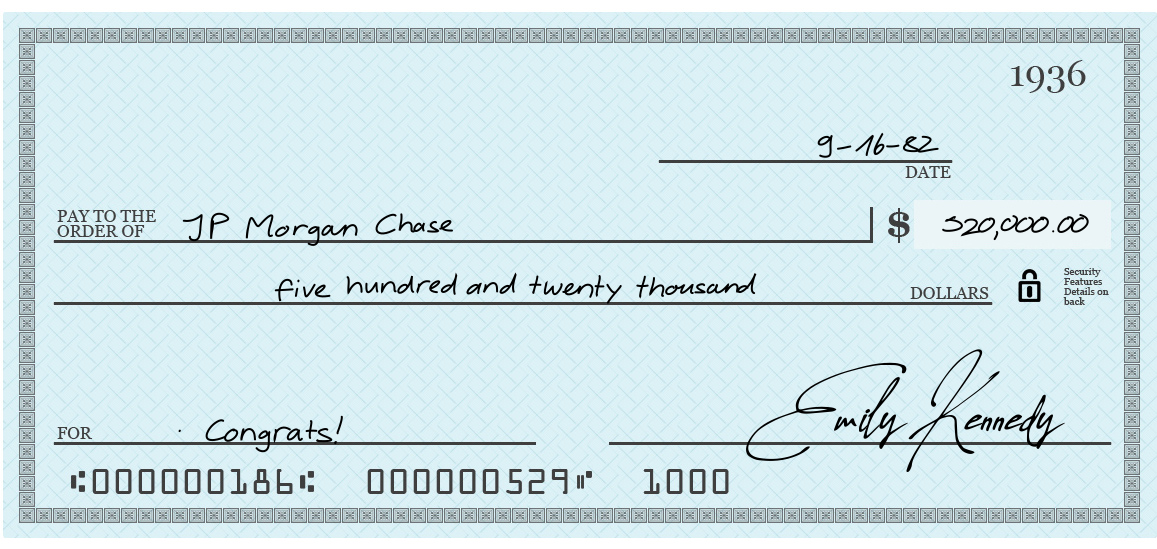 1936
9-16-82
DATE
PAY TO THE
ORDER OF JP Morgan Chase $ 520,000.00
five hundred and twenty thousand DOLLARS
Security
Features
Details on
back
FOR Congrats! Emily Kennedy
⑆000000186⑆ 000000529⑈ 1000